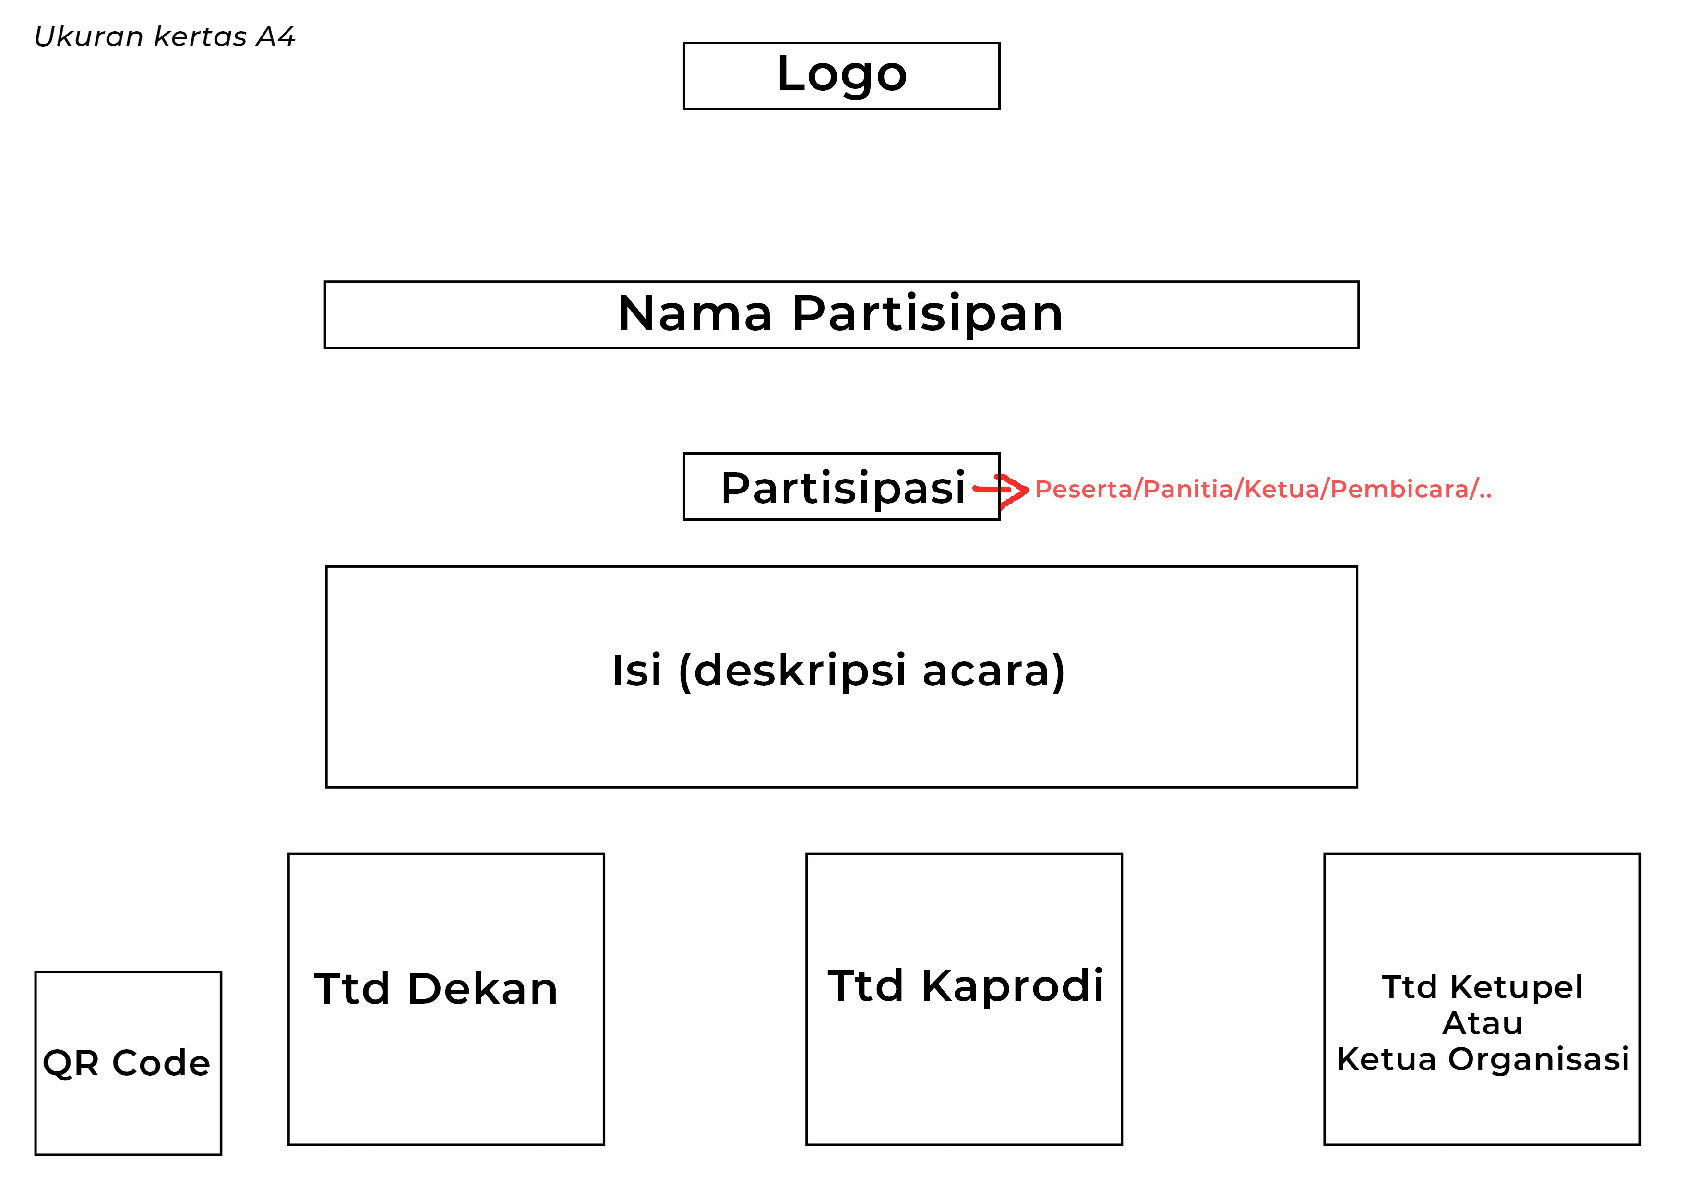 Ukuran kertas A4
Logo
Nama Partisipan
Partisipasi
Peserta/Panitia/Ketua/Pembicara/..
Isi (deskripsi acara)
Ttd Dekan
Ttd Kaprodi
Ttd Ketupel
Atau
Ketua Organisasi
QR Code